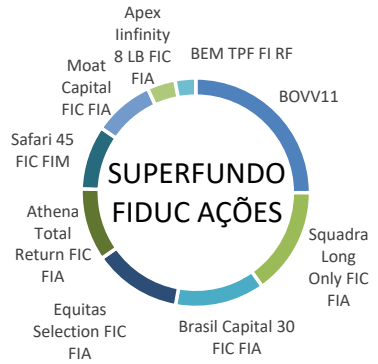 Apex
Iinfinity
8 LB FIC
FIA
BEM TPF FI RF
BOVV11
Moat
Capital
FIC FIA
Safari 45
FIC FIM
SUPERFUNDO
FIDUC AÇÕES
Athena
Total
Return FIC
FIA
Squadra
Long
Only FIC
FIA
Equitas
Selection FIC
FIA
Brasil Capital 30
FIC FIA